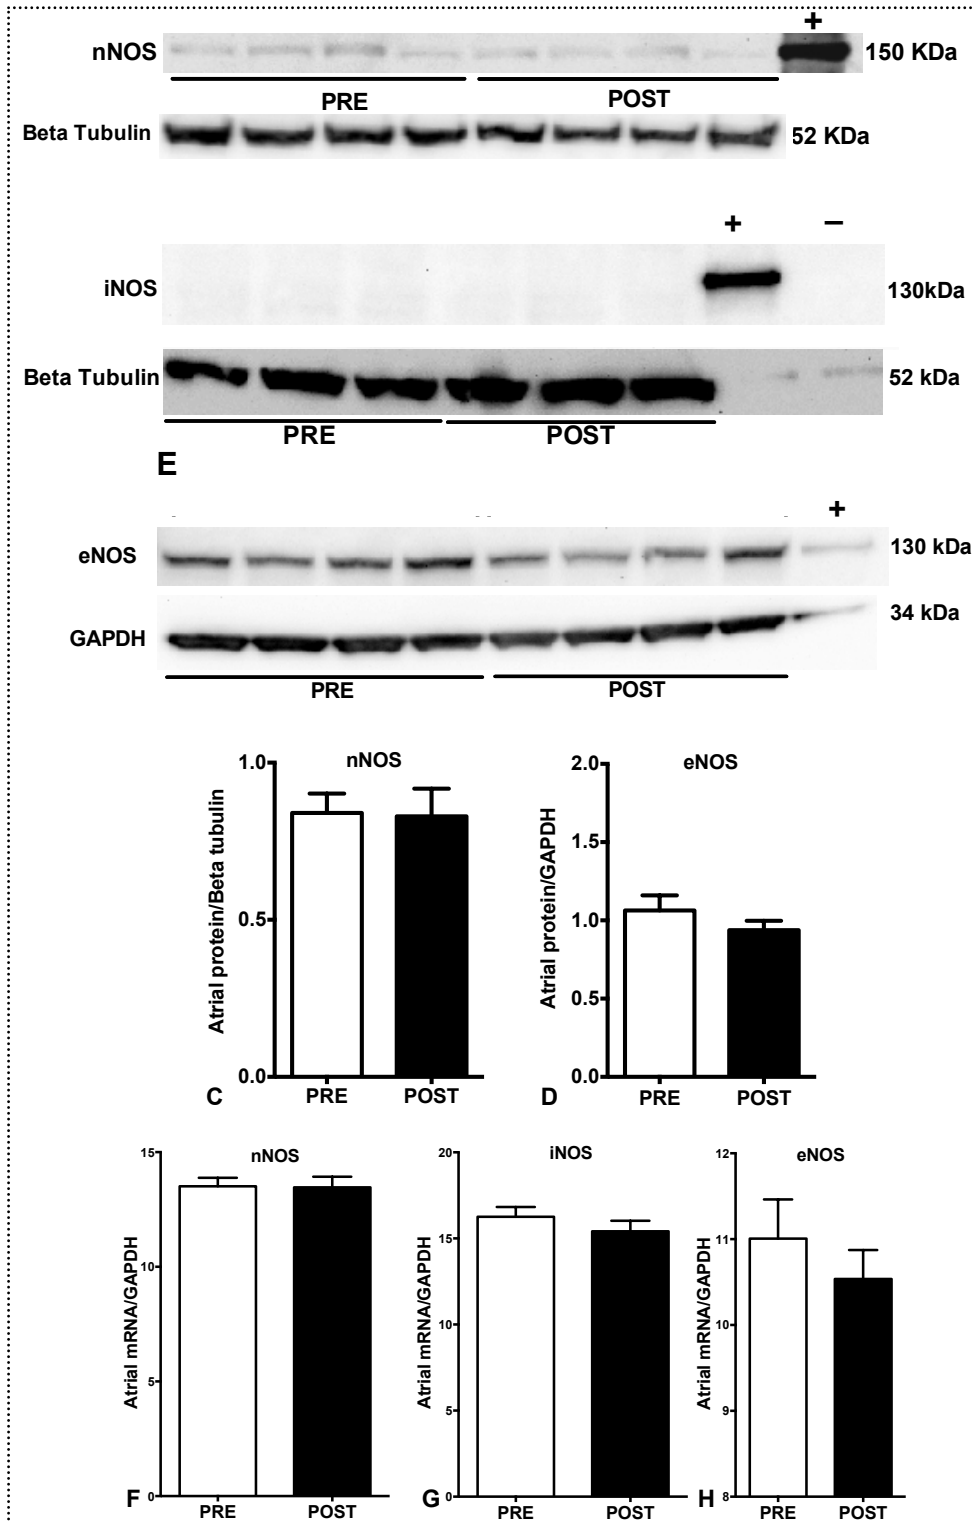 +
nNOS 150 KDa
PRE POST
Beta Tubulin 52 KDa
+ −
iNOS 130kDa
Beta Tubulin 52 kDa
PRE POST
E
+
eNOS 130 kDa
GAPDH 34 kDa
PRE POST
nNOS
Atrial protein/Beta tubulin
1.0
0.5
0.0
C PRE POST
eNOS
Atrial protein/GAPDH
2.0
1.5
1.0
0.5
0.0
D PRE POST
nNOS
Atrial mRNA/GAPDH
15
10
5
0
F PRE POST
iNOS
Atrial mRNA/GAPDH
20
15
10
5
0
G PRE POST
eNOS
Atrial mRNA/GAPDH
12
11
10
9
8
H PRE POST